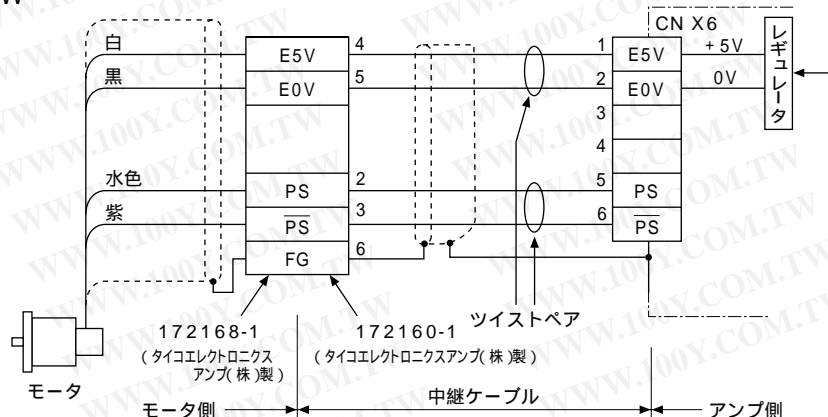 CN X6
白
E5V
4
1
E5V
+5V
黒
E0V
5
2
E0V
0V
レギュレータ
3
4
水色
PS
2
5
PS
紫
PS
3
6
PS
FG
6
172168-1
(タイコエレクトロニクス
アンプ(株)製)
172160-1
(タイコエレクトロニクスアンプ(株)製)
ツイストペア
モータ
モータ側
中継ケーブル
アンプ側
WWW.100Y.COM.TW